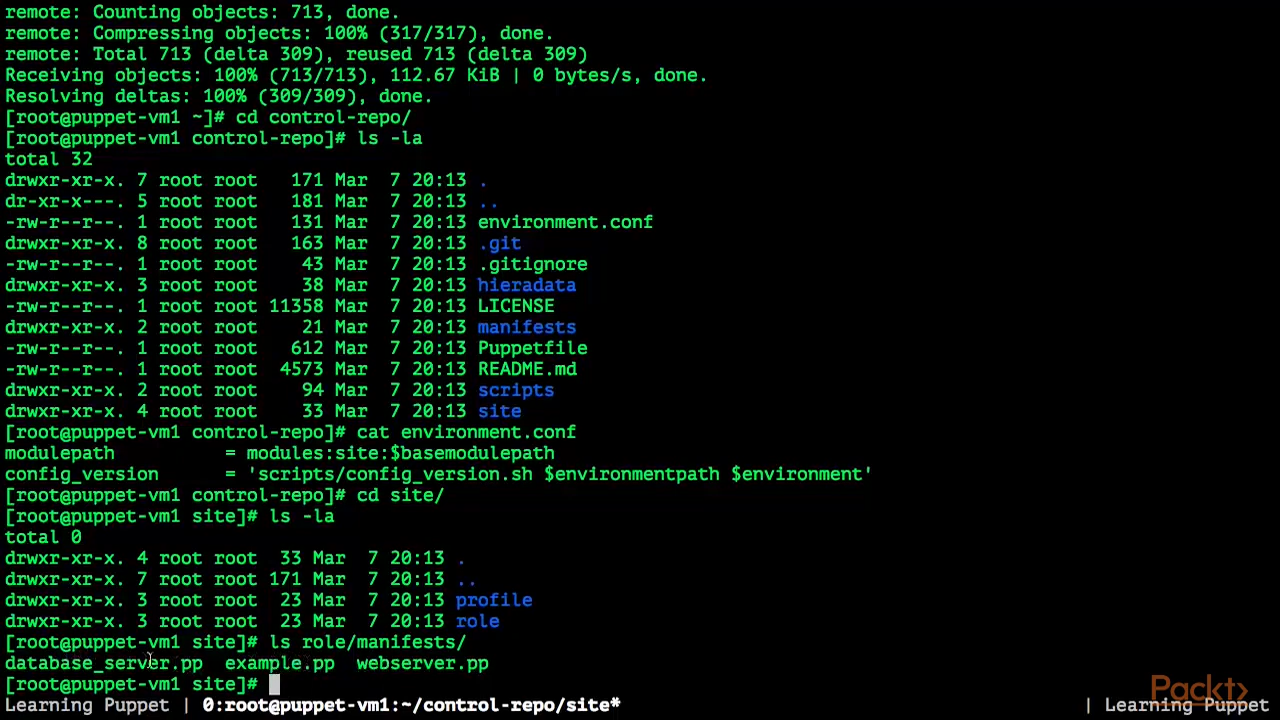 remote: Counting objects: 713, done.
remote: Compressing objects: 100% (317/317), done.
remote: Total 713 (delta 309), reused 713 (delta 309)
Receiving objects: 100% (713/713), 112.67 KiB | 0 bytes/s, done.
Resolving deltas: 100% (309/309), done.
[root@puppet-vm1 ~]# cd control-repo/
[root@puppet-vm1 control-repo]# ls -la
total 32
drwxr-xr-x. 7 root root   171 Mar  7 20:13 .
dr-xr-x---. 5 root root   181 Mar  7 20:13 ..
-rw-r--r--. 1 root root   131 Mar  7 20:13 environment.conf
drwxr-xr-x. 8 root root   163 Mar  7 20:13 .git
-rw-r--r--. 1 root root    43 Mar  7 20:13 .gitignore
drwxr-xr-x. 3 root root    38 Mar  7 20:13 hieradata
-rw-r--r--. 1 root root 11358 Mar  7 20:13 LICENSE
drwxr-xr-x. 2 root root    21 Mar  7 20:13 manifests
-rw-r--r--. 1 root root   612 Mar  7 20:13 Puppetfile
-rw-r--r--. 1 root root  4573 Mar  7 20:13 README.md
drwxr-xr-x. 2 root root    94 Mar  7 20:13 scripts
drwxr-xr-x. 4 root root    33 Mar  7 20:13 site
[root@puppet-vm1 control-repo]# cat environment.conf
modulepath          = modules:site:$basemodulepath
config_version      = 'scripts/config_version.sh $environmentpath $environment'
[root@puppet-vm1 control-repo]# cd site/
[root@puppet-vm1 site]# ls -la
total 0
drwxr-xr-x. 4 root root  33 Mar  7 20:13 .
drwxr-xr-x. 7 root root 171 Mar  7 20:13 ..
drwxr-xr-x. 3 root root  23 Mar  7 20:13 profile
drwxr-xr-x. 3 root root  23 Mar  7 20:13 role
[root@puppet-vm1 site]# ls role/manifests/
database_server.pp  example.pp  webserver.pp
[root@puppet-vm1 site]#
Packt>
Learning Puppet | 0:root@puppet-vm1:~/control-repo/site* | Learning Puppet